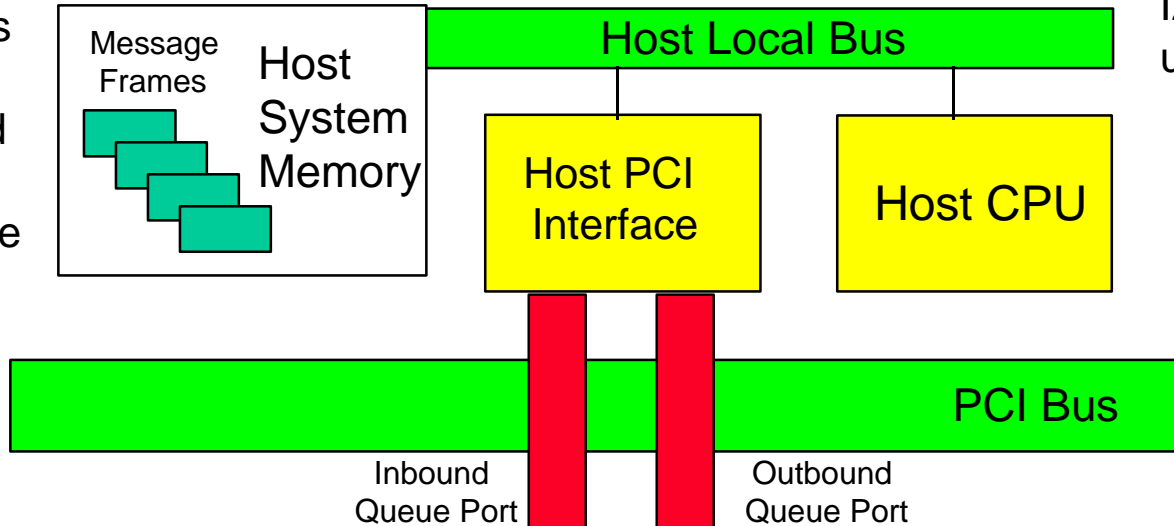 s
d
e
Message
Frames
Host
System
Memory
Host Local Bus
u
Host PCI
Interface
Host CPU
PCI Bus
Inbound
Queue Port
Outbound
Queue Port